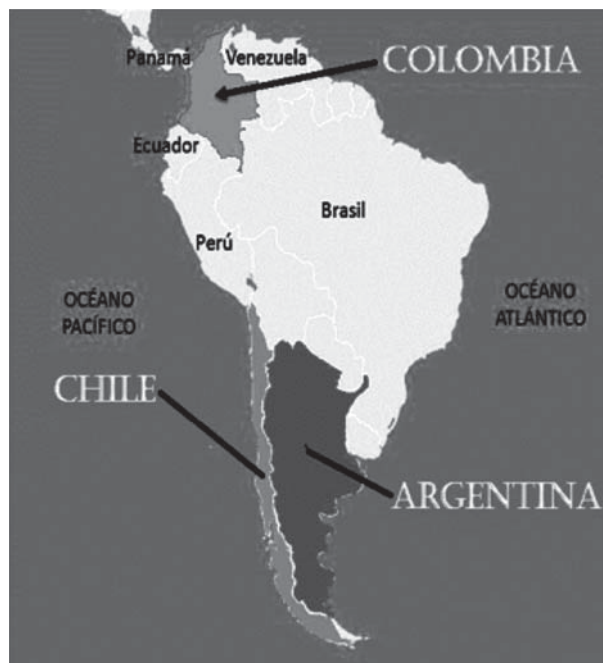 Panamá
Venezuela
COLOMBIA
Ecuador
Brasil
Perú
OCÉANO
PACÍFICO
OCÉANO
ATLÁNTICO
CHILE
ARGENTINA